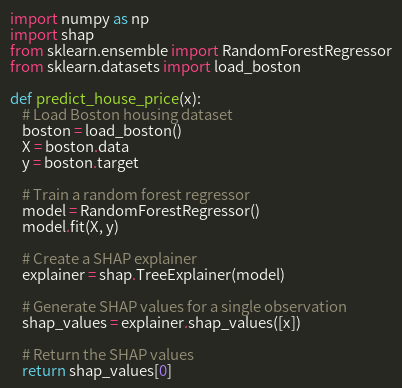 import numpy as np
import shap
from sklearn.ensemble import RandomForestRegressor
from sklearn.datasets import load_boston

def predict_house_price(x):
    # Load Boston housing dataset
    boston = load_boston()
    X = boston.data
    y = boston.target

    # Train a random forest regressor
    model = RandomForestRegressor()
    model.fit(X, y)

    # Create a SHAP explainer
    explainer = shap.TreeExplainer(model)

    # Generate SHAP values for a single observation
    shap_values = explainer.shap_values([x])

    # Return the SHAP values
    return shap_values[0]